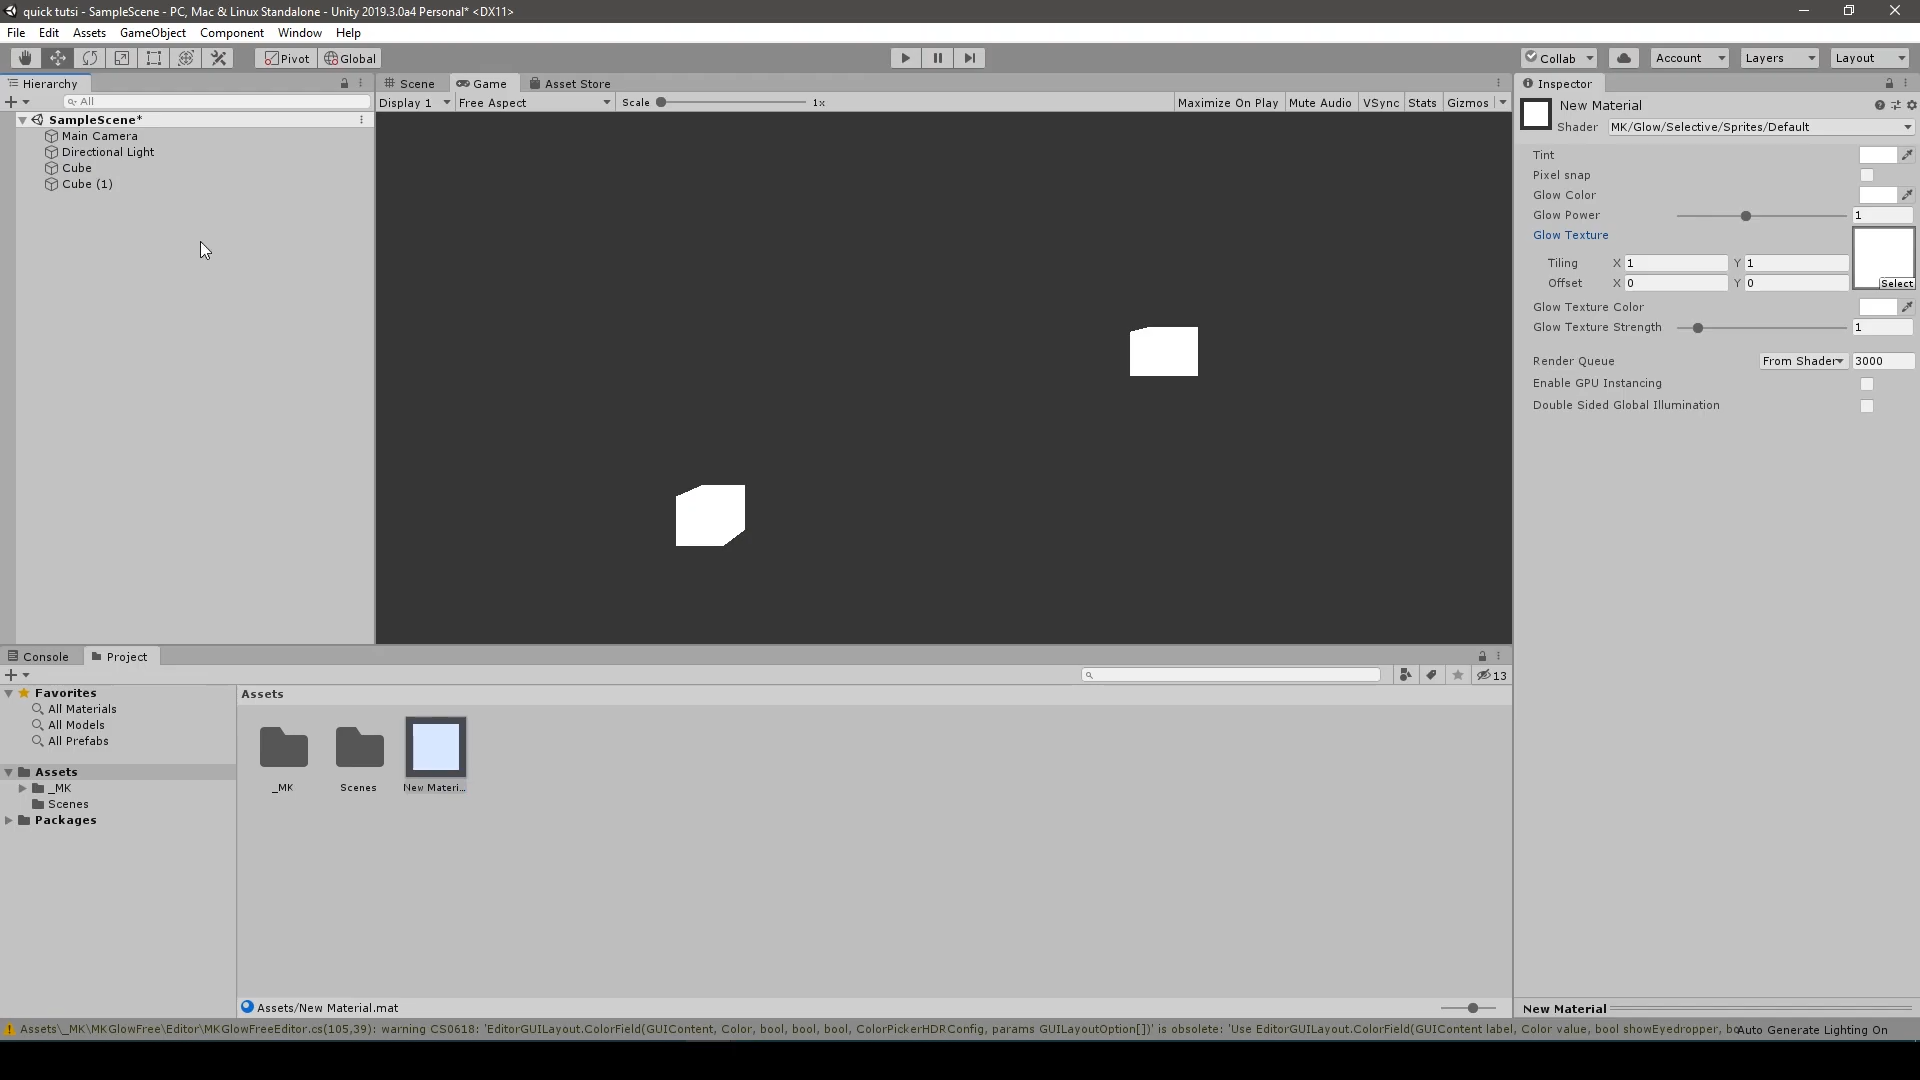 quick tutsi - SampleScene - PC, Mac & Linux Standalone - Unity 2019.3.0a4 Personal* <DX11>
File Edit Assets GameObject Component Window Help
Pivot Global Collab Account Layers Layout
Hierarchy Scene Game Asset Store Inspector
All Display 1 Free Aspect Scale 1x Maximize On Play Mute Audio VSync Stats Gizmos
New Material
SampleScene*
Shader MK/Glow/Selective/Sprites/Default
Main Camera
Directional Light
Cube
Cube (1)
Tint
Pixel snap
Glow Color
Glow Power 1
Glow Texture
Tiling X 1 Y 1
Offset X 0 Y 0
Select
Glow Texture Color
Glow Texture Strength 1
Render Queue From Shader 3000
Enable GPU Instancing
Double Sided Global Illumination
Console Project
13
Favorites
All Materials
All Models
All Prefabs
Assets
_MK
Scenes
Packages
Assets
_MK Scenes New Materi...
Assets/New Material.mat
New Material
Assets\_MK\MKGlowFree\Editor\MKGlowFreeEditor.cs(105,39): warning CS0618: 'EditorGUILayout.ColorField(GUIContent, Color, bool, bool, bool, ColorPickerHDRConfig, params GUILayoutOption[])' is obsolete: 'Use EditorGUILayout.ColorField(GUIContent label, Color value, bool showEyedropper, bo
Auto Generate Lighting On